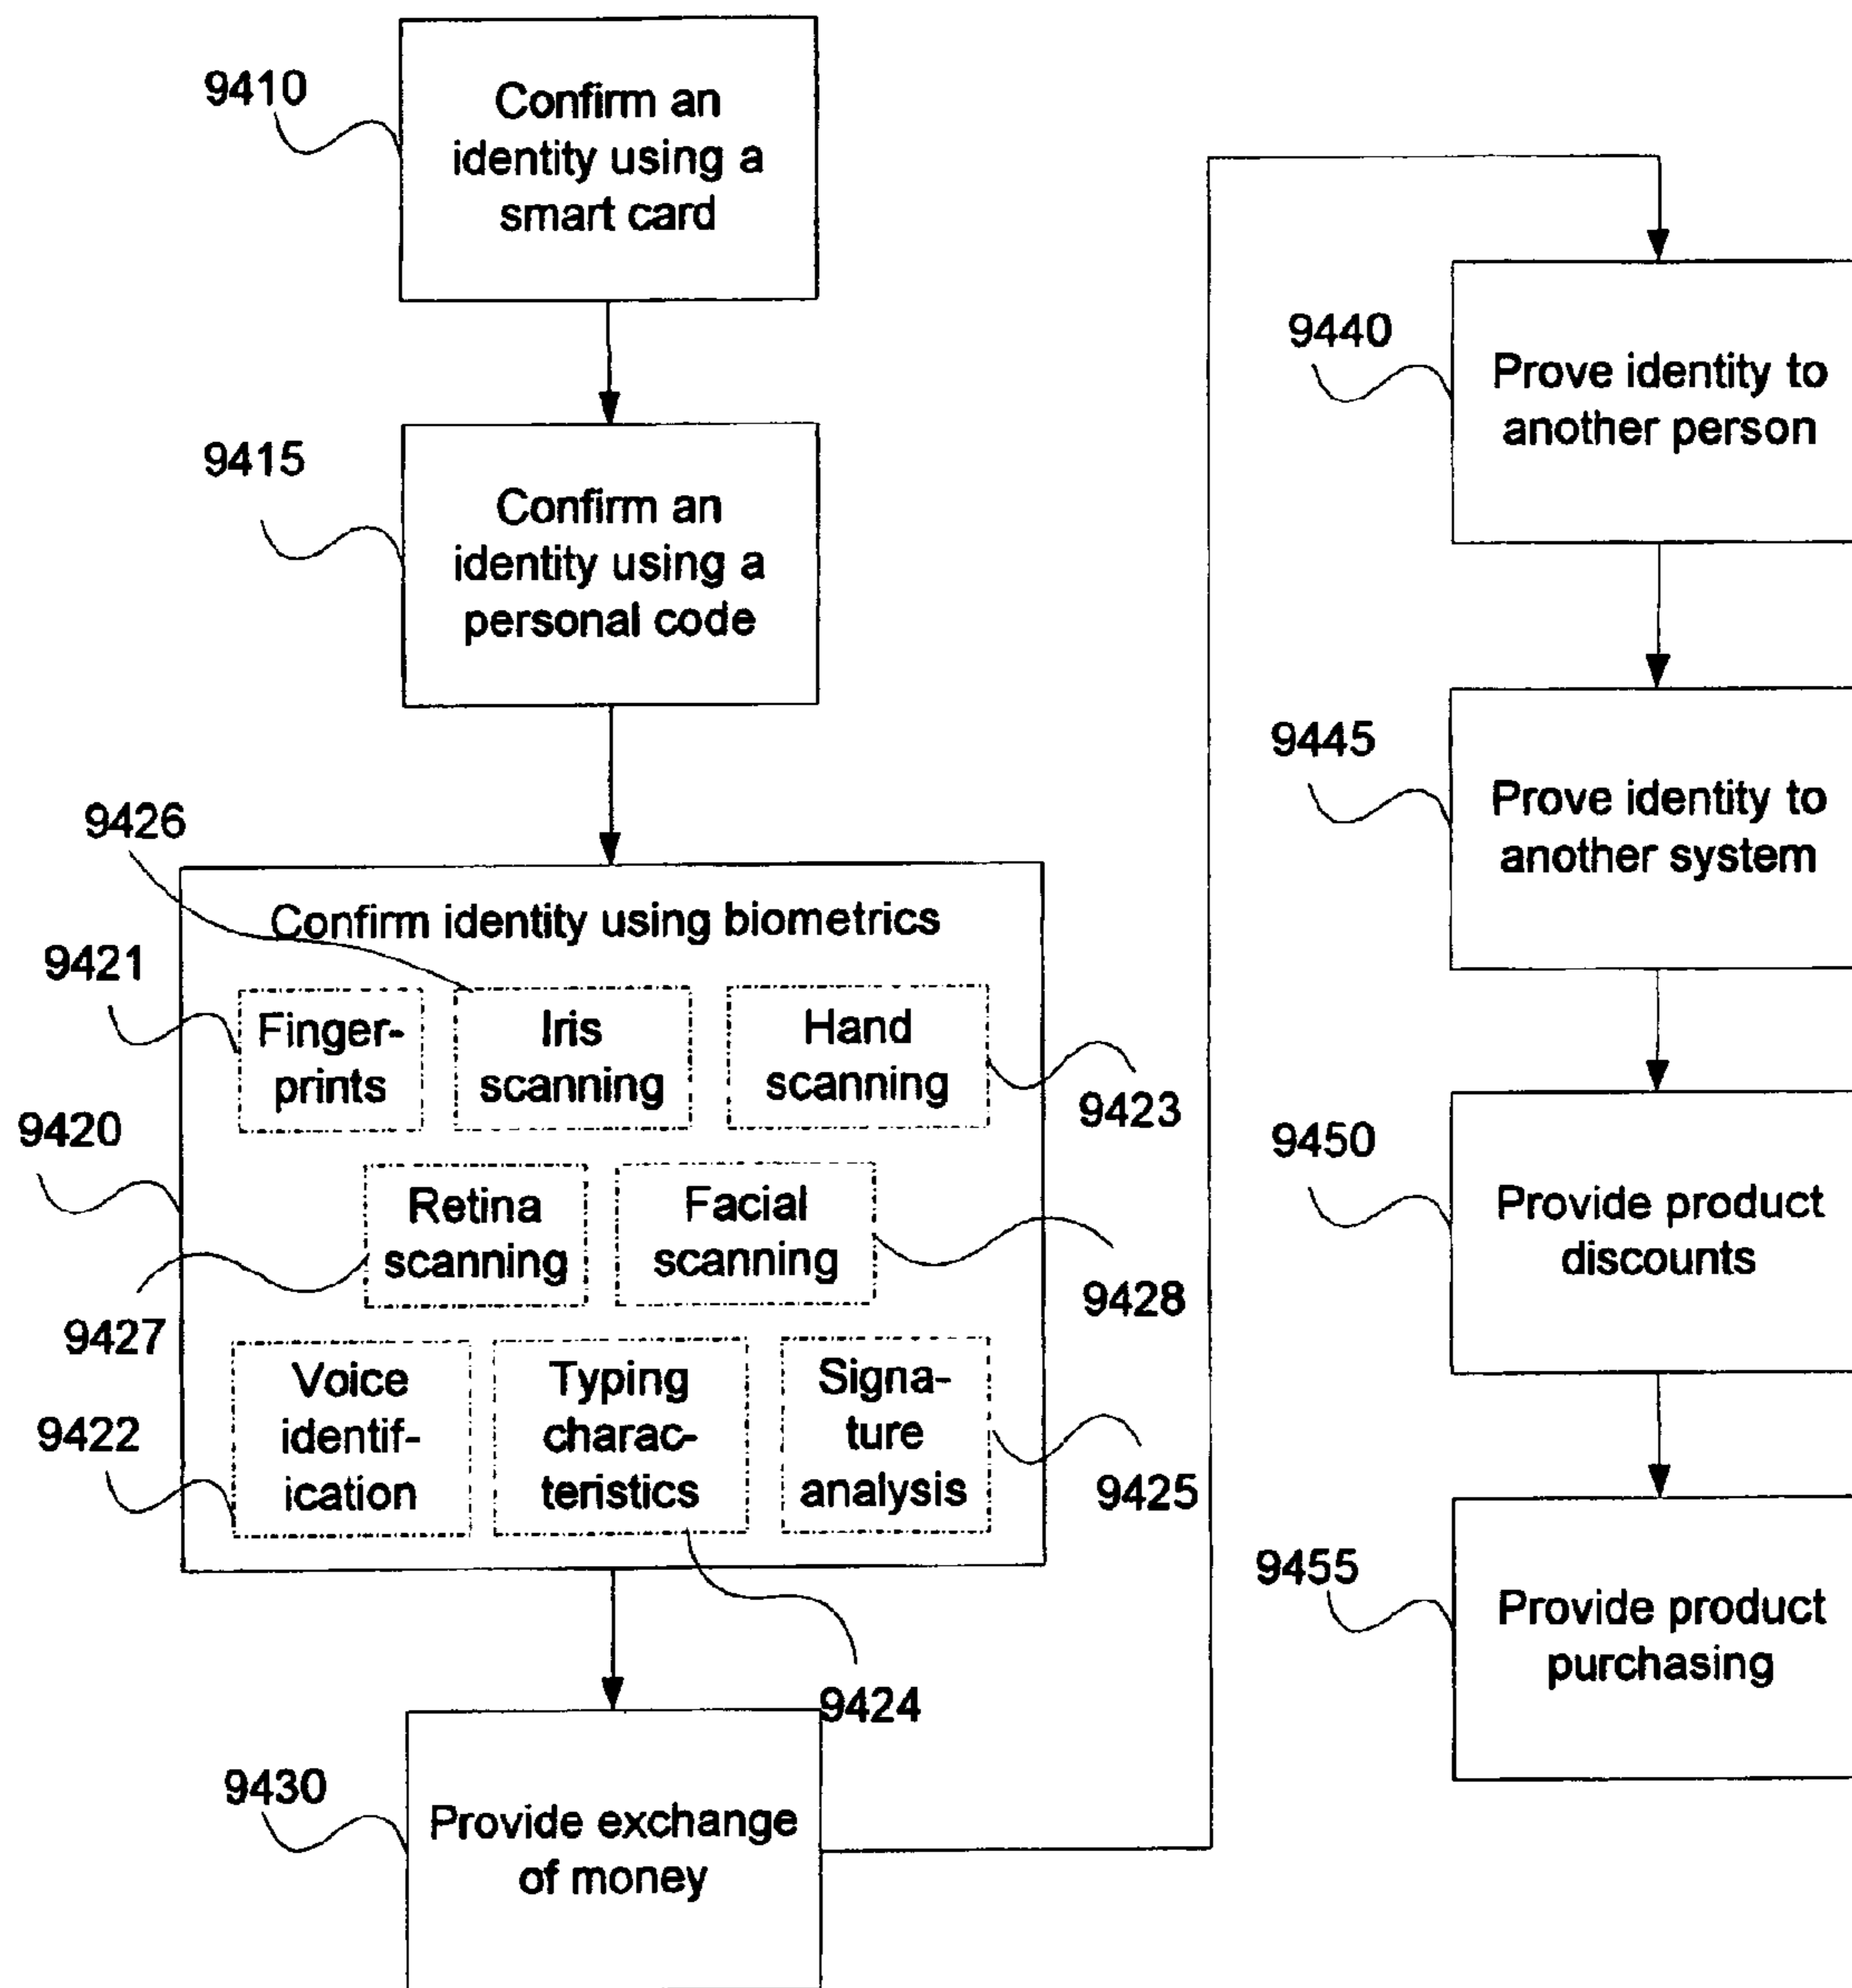 9410
Confirm an
identity using a
smart card
9415
Confirm an
identity using a
personal code
9426
Confirm identity using biometrics
9421
Finger-
prints
Iris
scanning
Hand
scanning
9423
9420
Retina
scanning
Facial
scanning
9427
9428
Voice
identif-
ication
9422
Typing
charac-
teristics
Signa-
ture
analysis
9425
9424
9430
Provide exchange
of money
9440
Prove identity to
another person
9445
Prove identity to
another system
9450
Provide product
discounts
9455
Provide product
purchasing